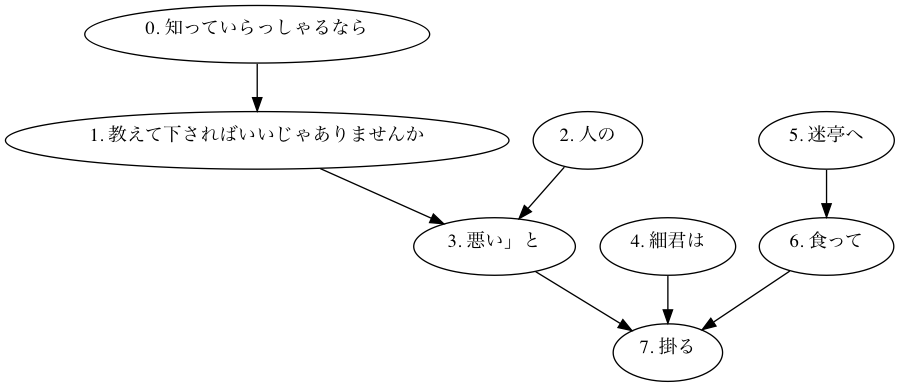 0. 知っていらっしゃるなら
1. 教えて下さればいいじゃありませんか
2. 人の
5. 迷亭へ
3. 悪い」と
4. 細君は
6. 食って
7. 掛る